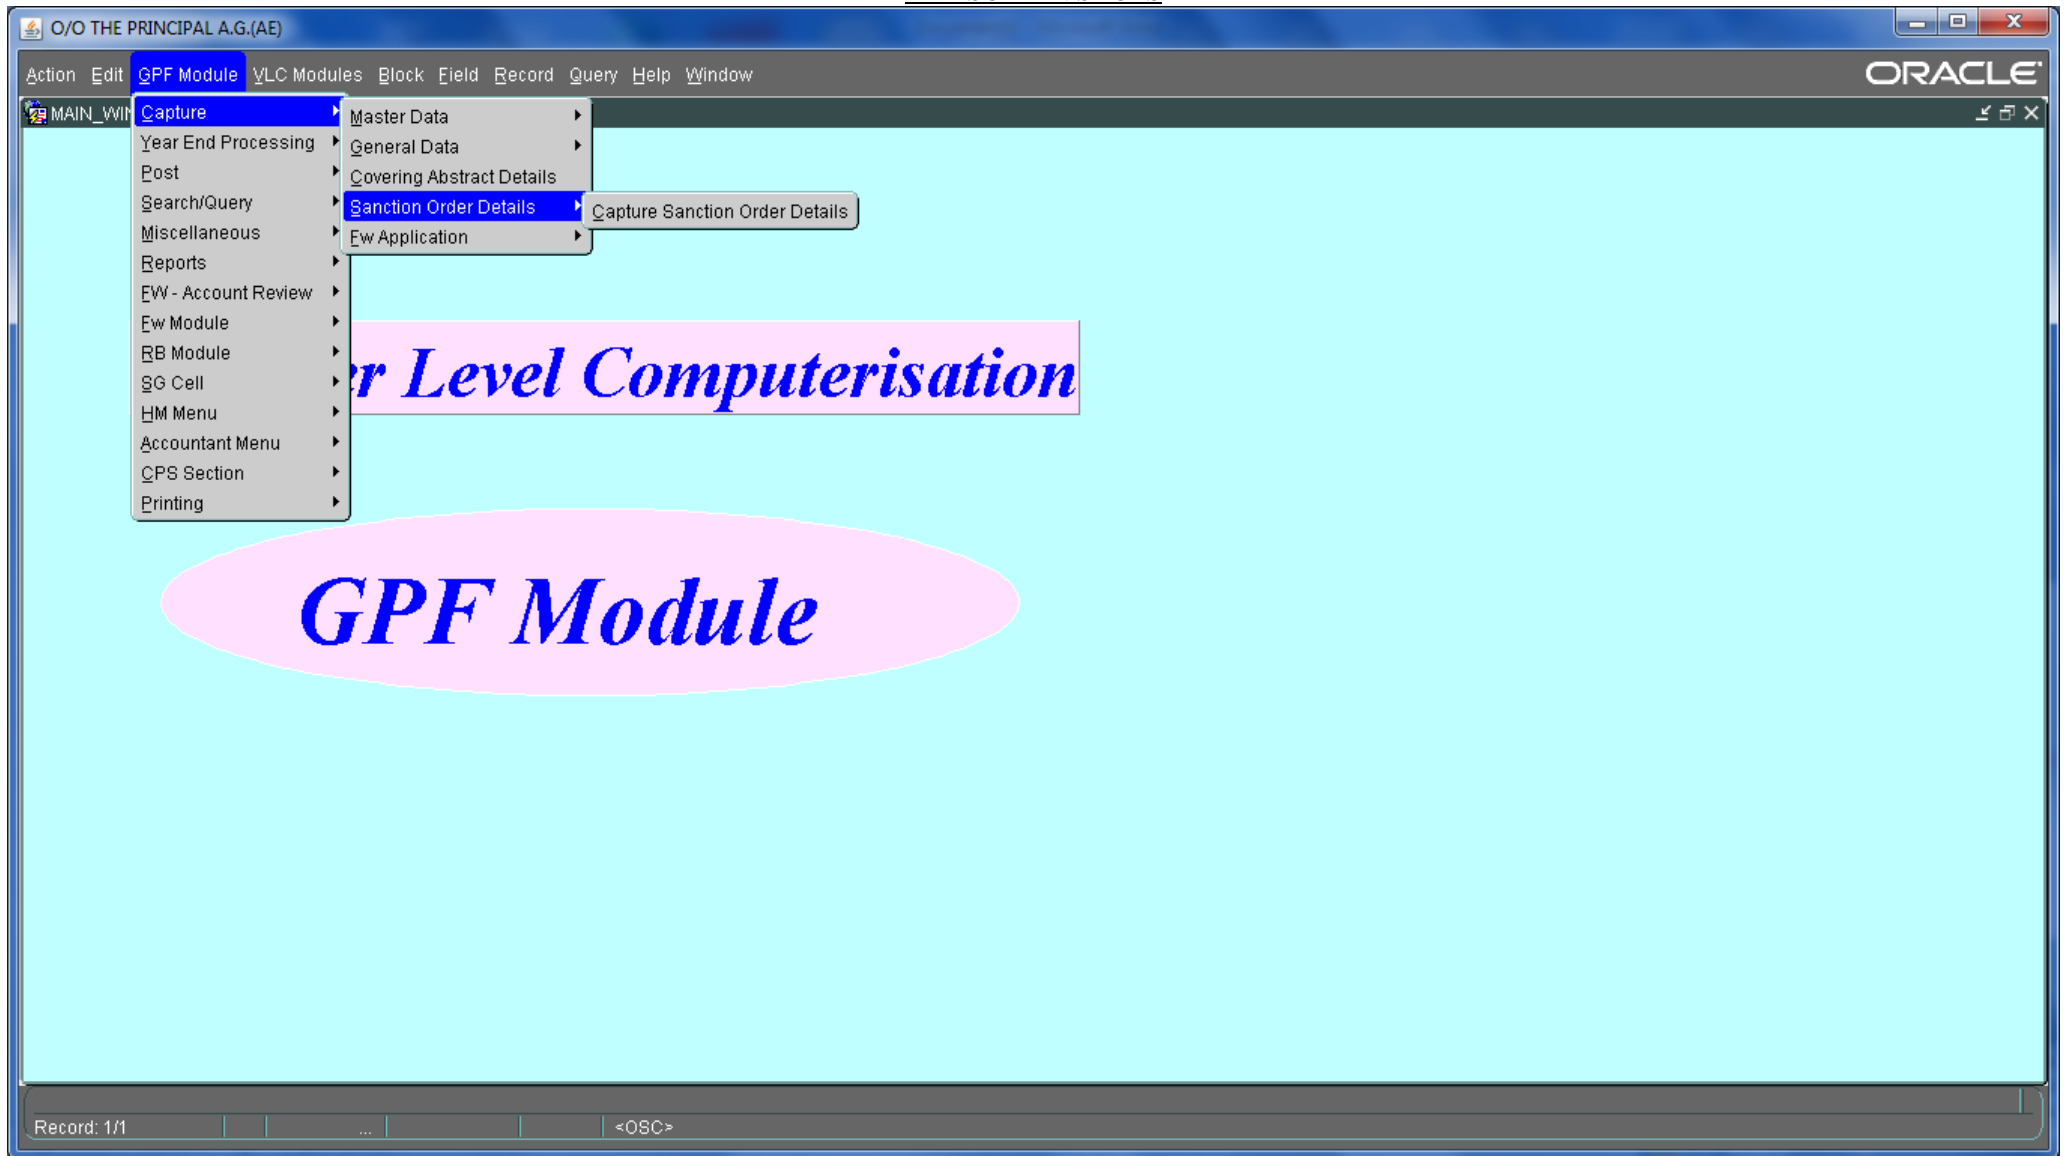 O/O THE PRINCIPAL A.G.(AE)
Action Edit GPF Module VLC Modules Block Field Record Query Help Window
ORACLE
Capture
Year End Processing
Post
Search/Query
Miscellaneous
Reports
FW - Account Review
Fw Module
RB Module
SG Cell
HM Menu
Accountant Menu
CPS Section
Printing
Master Data
General Data
Covering Abstract Details
Sanction Order Details
Fw Application
Capture Sanction Order Details
Level Computerisation
GPF Module
Record: 1/1 ... <OSC>